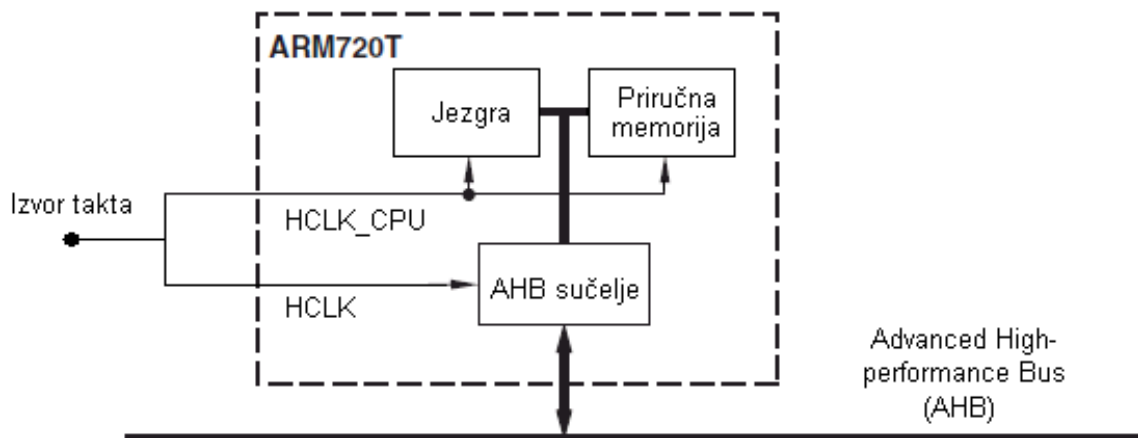 ARM720T
Jezgra
Priručna
memorija
Izvor takta
HCLK_CPU
HCLK
AHB sučelje
Advanced High-
performance Bus
(AHB)